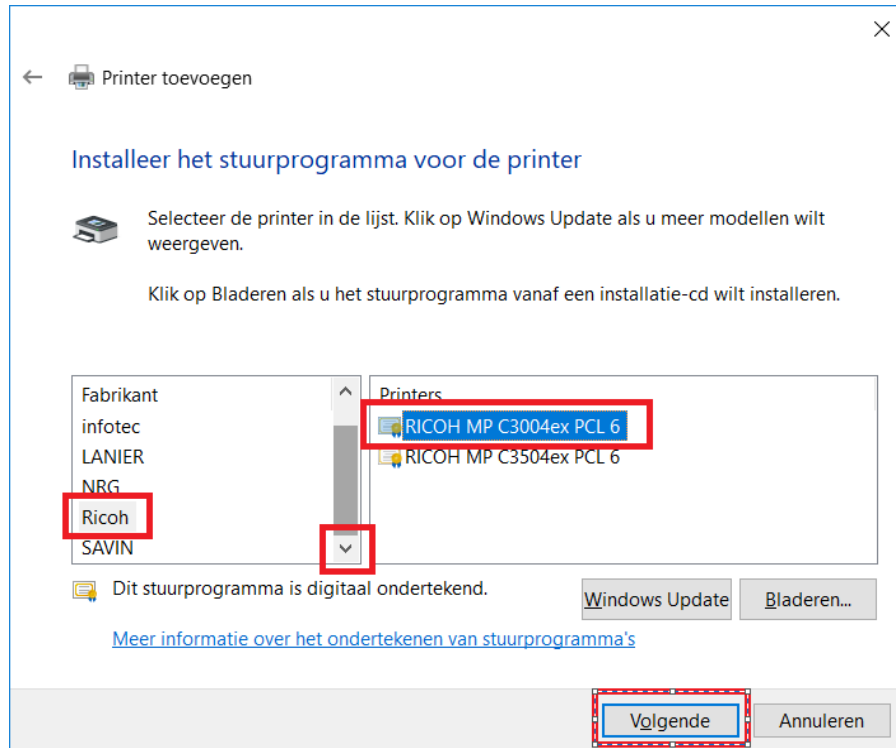 Printer toevoegen
Installeer het stuurprogramma voor de printer
Selecteer de printer in de lijst. Klik op Windows Update als u meer modellen wilt
weergeven.
Klik op Bladeren als u het stuurprogramma vanaf een installatie-cd wilt installeren.
Fabrikant
infotec
LANIER
NRG
Ricoh
SAVIN
Printers
RICOH MP C3004ex PCL 6
RICOH MP C3504ex PCL 6
Dit stuurprogramma is digitaal ondertekend.
Windows Update
Bladeren...
Meer informatie over het ondertekenen van stuurprogramma's
Volgende
Annuleren